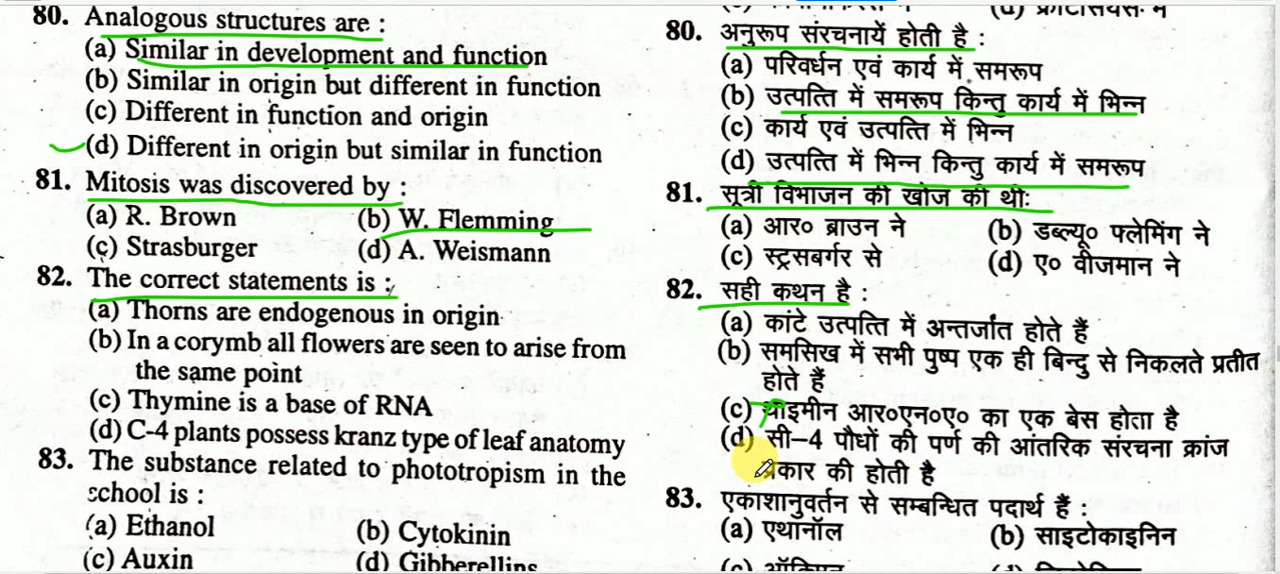 80. Analogous structures are :
(a) Similar in development and function
(b) Similar in origin but different in function
(c) Different in function and origin
(d) Different in origin but similar in function
81. Mitosis was discovered by :
(a) R. Brown (b) W. Flemming
(c) Strasburger (d) A. Weismann
82. The correct statements is :
(a) Thorns are endogenous in origin
(b) In a corymb all flowers are seen to arise from
the same point
(c) Thymine is a base of RNA
(d) C-4 plants possess kranz type of leaf anatomy
83. The substance related to phototropism in the
school is :
(a) Ethanol (b) Cytokinin
(c) Auxin (d) Gibberellins
80. अनुरूप संरचनायें होती है :
(a) परिवर्धन एवं कार्य में समरूप
(b) उत्पत्ति में समरूप किन्तु कार्य में भिन्न
(c) कार्य एवं उत्पत्ति में भिन्न
(d) उत्पत्ति में भिन्न किन्तु कार्य में समरूप
81. सूत्री विभाजन की खोज की थीः
(a) आर० ब्राउन ने (b) डब्ल्यू० फ्लेमिंग ने
(c) स्ट्रसबर्गर से (d) ए० वीजमान ने
82. सही कथन है :
(a) कांटे उत्पत्ति में अन्तर्जात होते हैं
(b) समसिख में सभी पुष्प एक ही बिन्दु से निकलते प्रतीत
होते हैं
(c) थाइमीन आर०एन०ए० का एक बेस होता है
(d) सी–4 पौधों की पर्ण की आंतरिक संरचना क्रांज
प्रकार की होती है
83. एकाशानुवर्तन से सम्बन्धित पदार्थ हैं :
(a) एथानॉल (b) साइटोकाइनिन